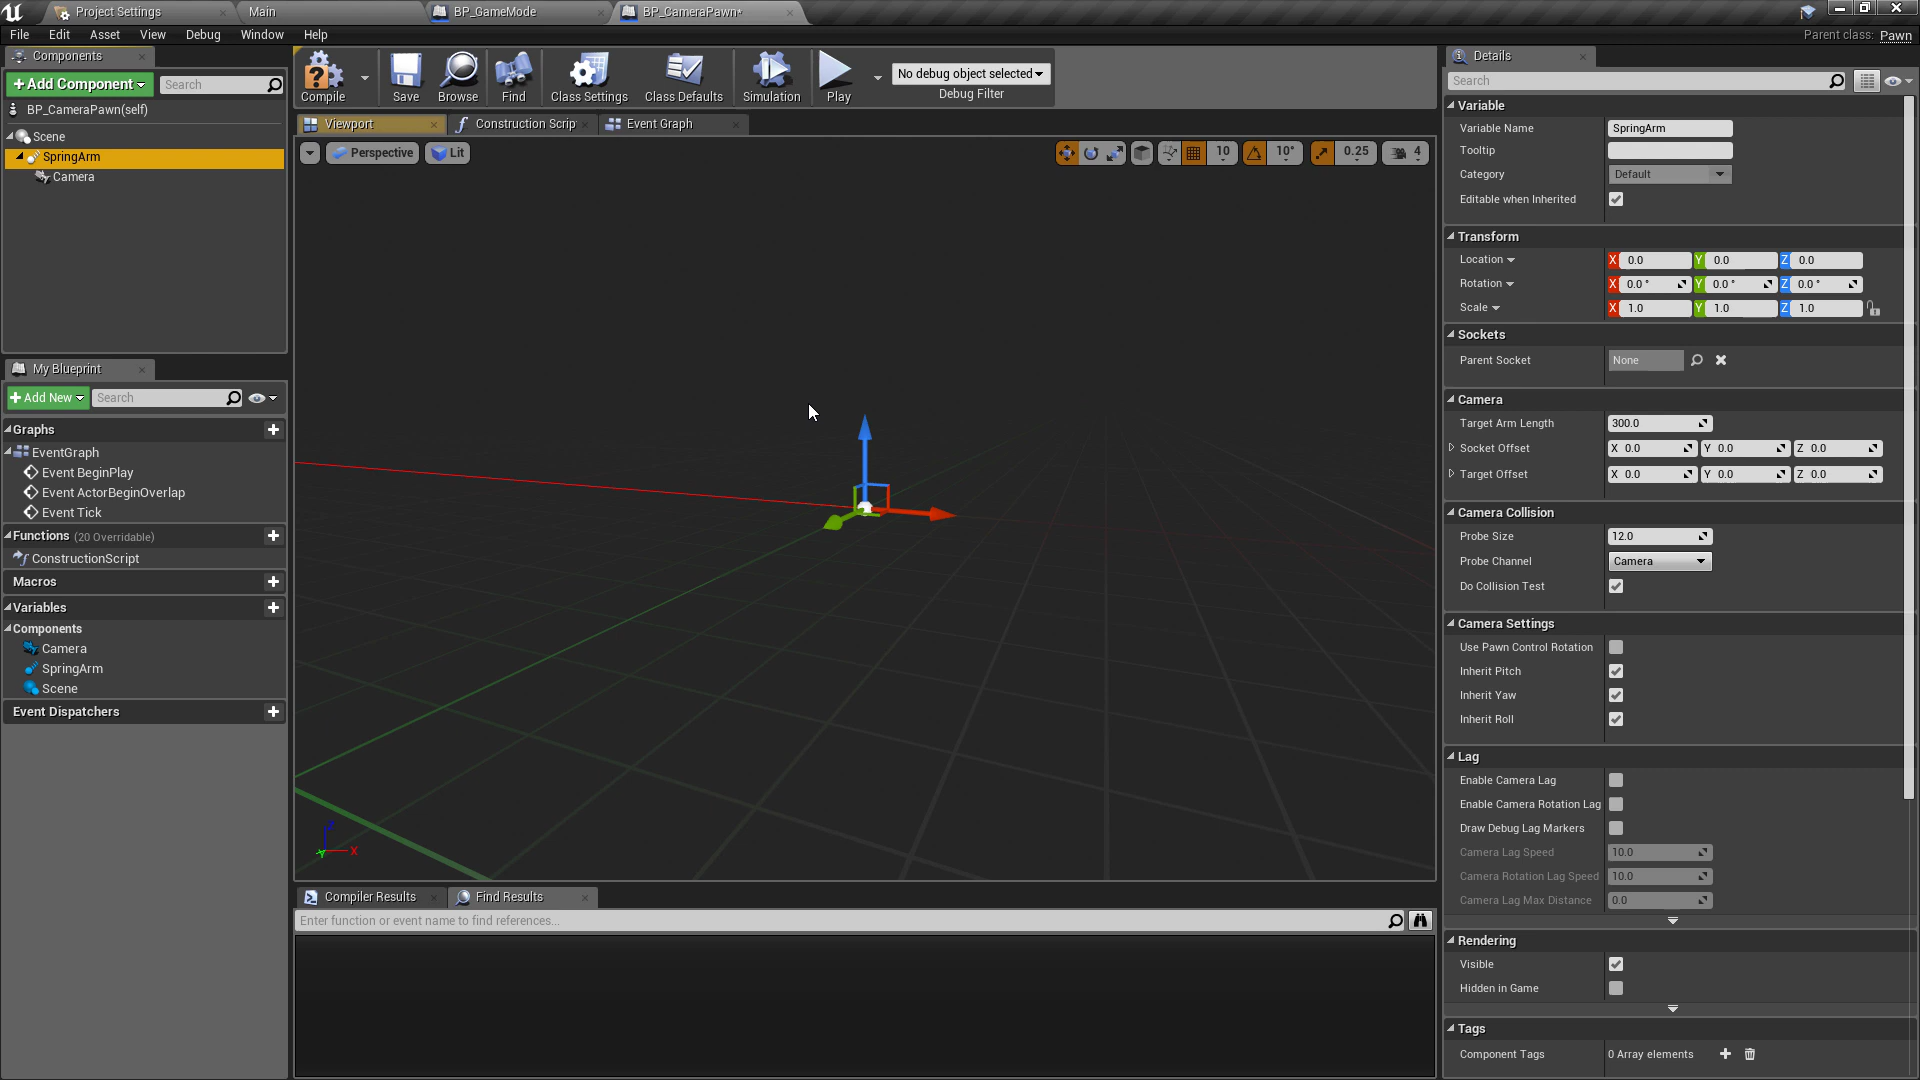 Project Settings
Main
BP_GameMode
BP_CameraPawn*
File Edit Asset View Debug Window Help
Parent class: Pawn
Components
+Add Component
Search
BP_CameraPawn(self)
Scene
SpringArm
Camera
My Blueprint
+Add New
Search
Graphs
EventGraph
Event BeginPlay
Event ActorBeginOverlap
Event Tick
Functions (20 Overridable)
ConstructionScript
Macros
Variables
Components
Camera
SpringArm
Scene
Event Dispatchers
Compile
Save
Browse
Find
Class Settings
Class Defaults
Simulation
Play
No debug object selected
Debug Filter
Viewport
Construction Scrip
Event Graph
Perspective
Lit
10
10°
0.25
4
Z
X
Y
Compiler Results
Find Results
Enter function or event name to find references...
Details
Search
Variable
Variable Name SpringArm
Tooltip
Category Default
Editable when Inherited
Transform
Location X 0.0 Y 0.0 Z 0.0
Rotation X 0.0 ° Y 0.0 ° Z 0.0 °
Scale X 1.0 Y 1.0 Z 1.0
Sockets
Parent Socket None
Camera
Target Arm Length 300.0
Socket Offset X 0.0 Y 0.0 Z 0.0
Target Offset X 0.0 Y 0.0 Z 0.0
Camera Collision
Probe Size 12.0
Probe Channel Camera
Do Collision Test
Camera Settings
Use Pawn Control Rotation
Inherit Pitch
Inherit Yaw
Inherit Roll
Lag
Enable Camera Lag
Enable Camera Rotation Lag
Draw Debug Lag Markers
Camera Lag Speed 10.0
Camera Rotation Lag Speed 10.0
Camera Lag Max Distance 0.0
Rendering
Visible
Hidden in Game
Tags
Component Tags 0 Array elements